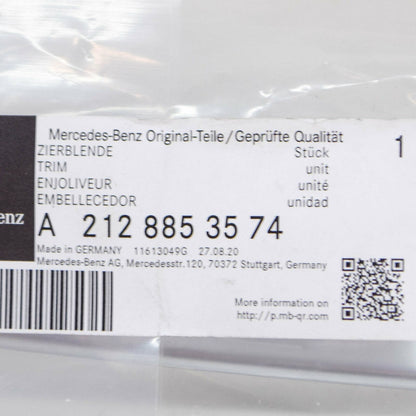 Mercedes-Benz Original-Teile/Geprüfte Qualität
ZIERBLENDE Stück 1
TRIM unit
ENJOLIVEUR unité
EMBELLECEDOR unidad
enz
A 212 885 35 74
Made in GERMANY 11613049G 27.08.20
Mercedes-Benz AG, Mercedesstr.120, 70372 Stuttgart, Germany
More information on
http://p.mb-qr.com